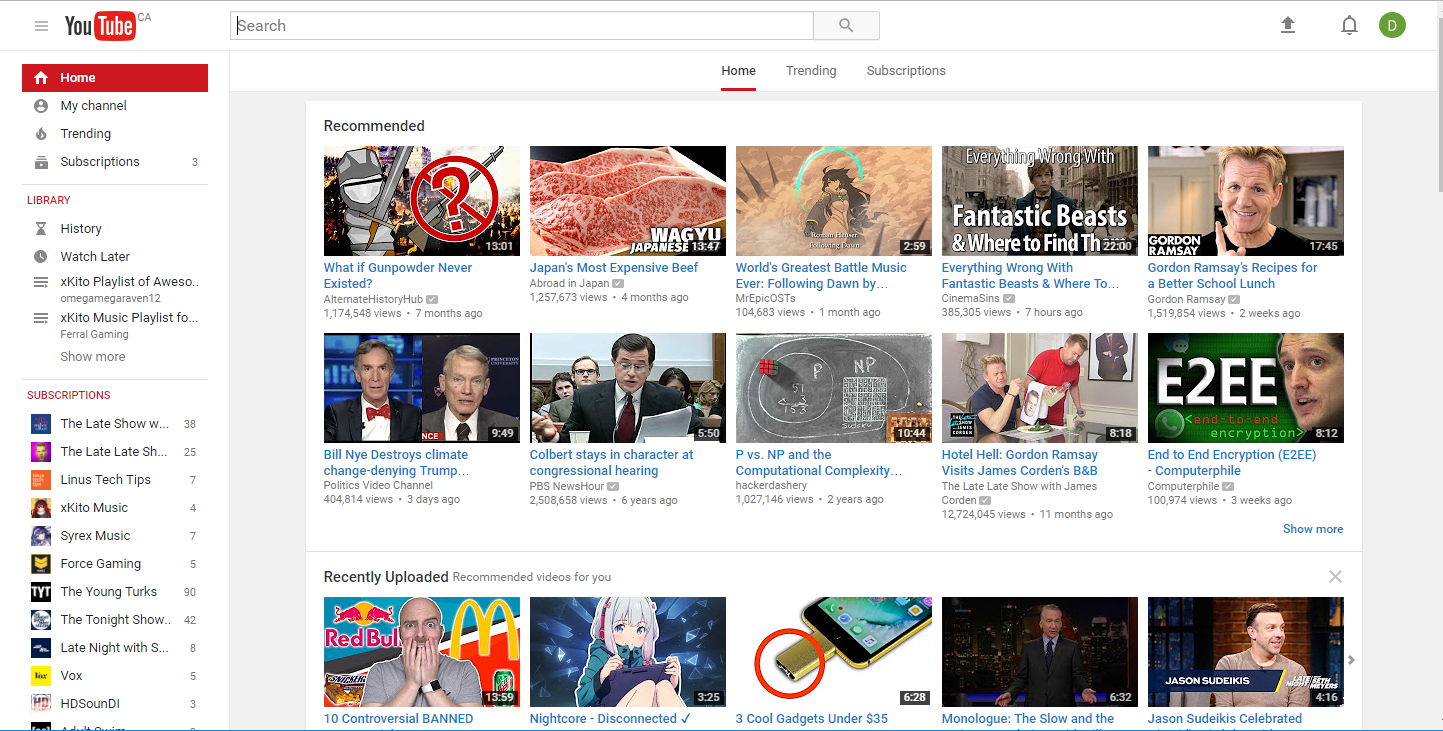 YouTube CA
Search
D
Home
My channel
Trending
Subscriptions 3
LIBRARY
History
Watch Later
xKito Playlist of Aweso..
omegamegaraven12
xKito Music Playlist fo...
Ferral Gaming
Show more
SUBSCRIPTIONS
The Late Show w... 38
The Late Late Sh... 25
Linus Tech Tips 7
xKito Music 4
Syrex Music 7
Force Gaming 5
TYT
The Young Turks 90
The Tonight Show.. 42
Late Night with S... 8
Vox 5
HD
HDSounDI 3
Home Trending Subscriptions
Recommended
?
13:01
What if Gunpowder Never
Existed?
AlternateHistoryHub
1,174,548 views • 7 months ago
WAGYU
JAPANESE 13:47
Japan's Most Expensive Beef
Abroad in Japan
1,257,673 views • 4 months ago
Roman Heuser
Following Dawn
2:59
World's Greatest Battle Music
Ever: Following Dawn by…
MrEpicOSTs
104,683 views • 1 month ago
Everything Wrong With
Fantastic Beasts
& Where to Find Th
22:00
Everything Wrong With
Fantastic Beasts & Where To…
CinemaSins
385,305 views • 7 hours ago
GORDON
RAMSAY
17:45
Gordon Ramsay's Recipes for
a Better School Lunch
Gordon Ramsay
1,519,854 views • 2 weeks ago
PRINCETON
UNIVERSITY
NCE
9:49
Bill Nye Destroys climate
change-denying Trump…
Politics Video Channel
404,814 views • 3 days ago
5:50
Colbert stays in character at
congressional hearing
PBS NewsHour
2,508,658 views • 6 years ago
P NP
51
3
153
Sudoku
10:44
P vs. NP and the
Computational Complexity…
hackerdashery
1,027,146 views • 2 years ago
THE
LATE LATE
SHOW
JAMES
CORDEN
8:18
Hotel Hell: Gordon Ramsay
Visits James Corden's B&B
The Late Late Show with James
Corden
12,724,045 views • 11 months ago
E2EE
<end-to-end
encryption>
8:12
End to End Encryption (E2EE)
- Computerphile
Computerphile
100,974 views • 3 weeks ago
Show more
Recently Uploaded Recommended videos for you
Red Bul
SNICKERS
13:59
10 Controversial BANNED
3:25
Nightcore - Disconnected ✓
6:28
3 Cool Gadgets Under $35
6:32
Monologue: The Slow and the
JASON SUDEIKIS
LATE NIGHT SETH MEYERS
4:16
Jason Sudeikis Celebrated